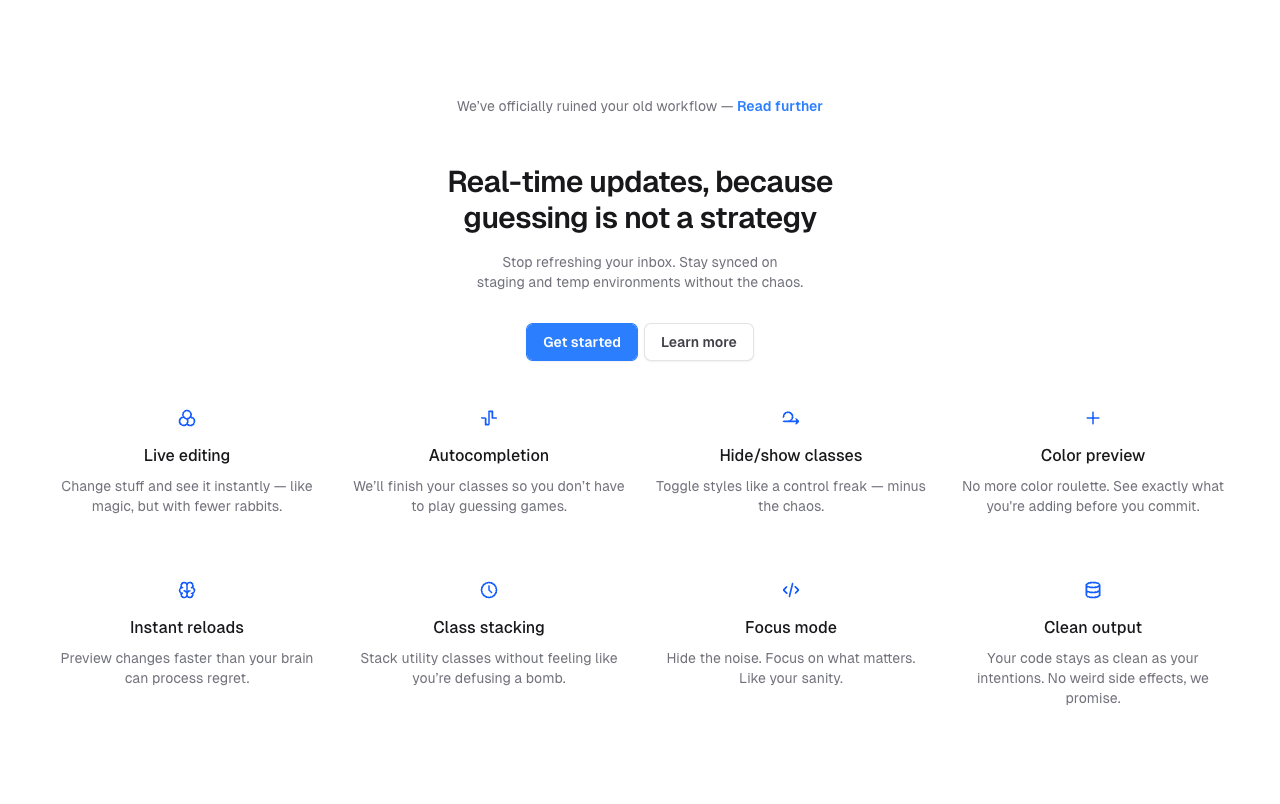 We've officially ruined your old workflow — Read further
Real-time updates, because
guessing is not a strategy
Stop refreshing your inbox. Stay synced on
staging and temp environments without the chaos.
Get started
Learn more
Live editing
Change stuff and see it instantly — like
magic, but with fewer rabbits.
Autocompletion
We'll finish your classes so you don't have
to play guessing games.
Hide/show classes
Toggle styles like a control freak — minus
the chaos.
Color preview
No more color roulette. See exactly what
you're adding before you commit.
Instant reloads
Preview changes faster than your brain
can process regret.
Class stacking
Stack utility classes without feeling like
you're defusing a bomb.
Focus mode
Hide the noise. Focus on what matters.
Like your sanity.
Clean output
Your code stays as clean as your
intentions. No weird side effects, we
promise.